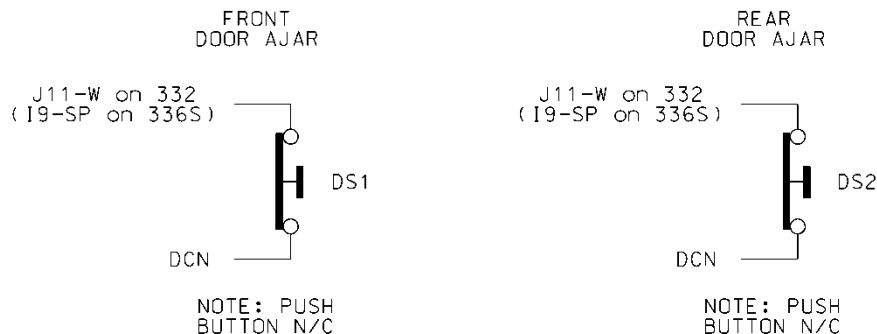 FRONT
DOOR AJAR
J11-W on 332
(I9-SP on 336S)
DS1
DCN
NOTE: PUSH
BUTTON N/C
REAR
DOOR AJAR
J11-W on 332
(I9-SP on 336S)
DS2
DCN
NOTE: PUSH
BUTTON N/C